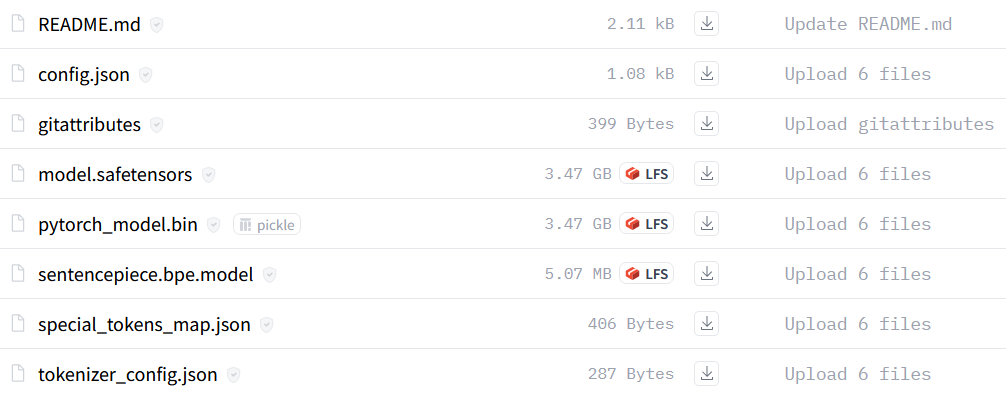 README.md 2.11 kB Update README.md
config.json 1.08 kB Upload 6 files
gitattributes 399 Bytes Upload gitattributes
model.safetensors 3.47 GB LFS Upload 6 files
pytorch_model.bin pickle 3.47 GB LFS Upload 6 files
sentencepiece.bpe.model 5.07 MB LFS Upload 6 files
special_tokens_map.json 406 Bytes Upload 6 files
tokenizer_config.json 287 Bytes Upload 6 files